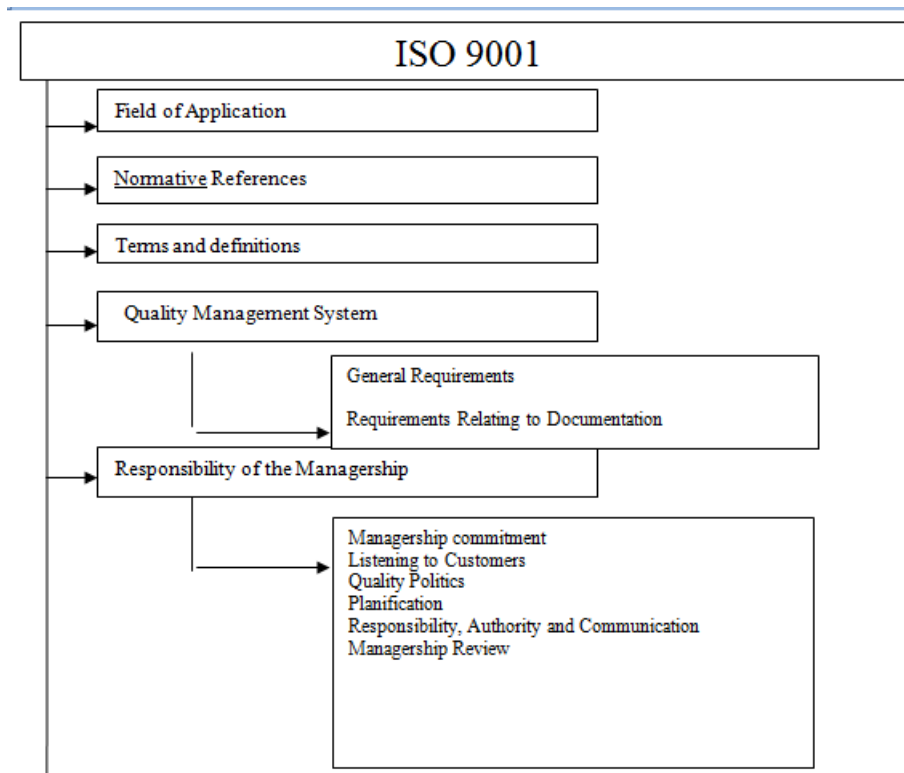 ISO 9001
Field of Application
Normative References
Terms and definitions
Quality Management System
General Requirements
Requirements Relating to Documentation
Responsibility of the Managership
Managership commitment
Listening to Customers
Quality Politics
Planification
Responsibility, Authority and Communication
Managership Review